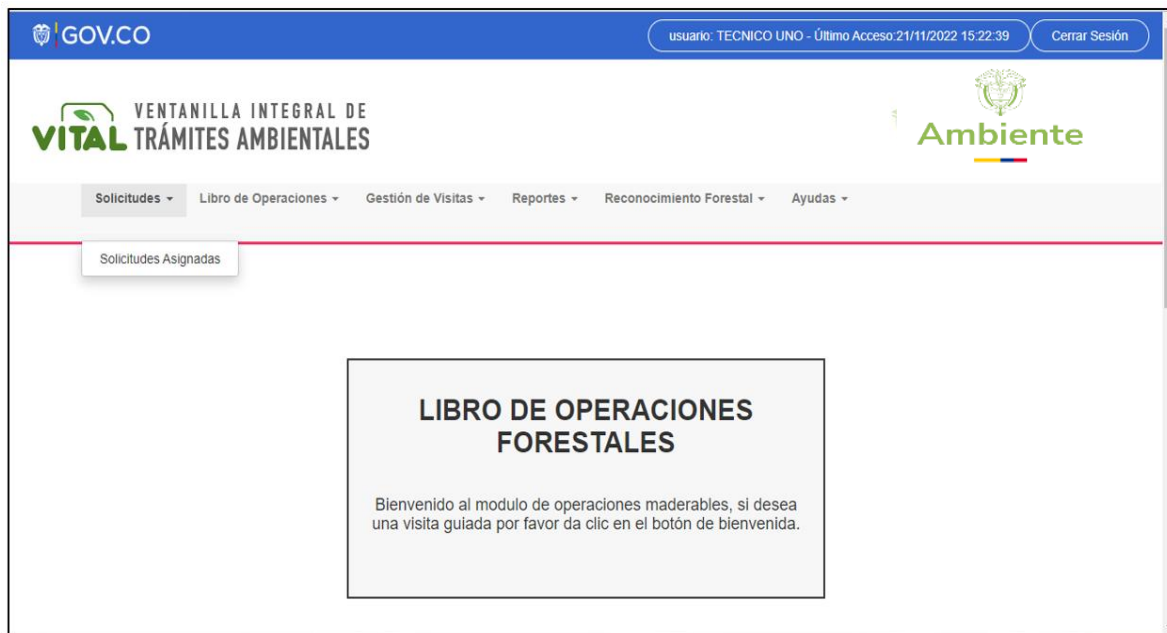 GOV.CO
usuario: TECNICO UNO - Último Acceso:21/11/2022 15:22:39
Cerrar Sesión
VITAL
VENTANILLA INTEGRAL DE
TRÁMITES AMBIENTALES
Ambiente
Solicitudes
Libro de Operaciones
Gestión de Visitas
Reportes
Reconocimiento Forestal
Ayudas
Solicitudes Asignadas
LIBRO DE OPERACIONES
FORESTALES
Bienvenido al modulo de operaciones maderables, si desea
una visita guiada por favor da clic en el botón de bienvenida.